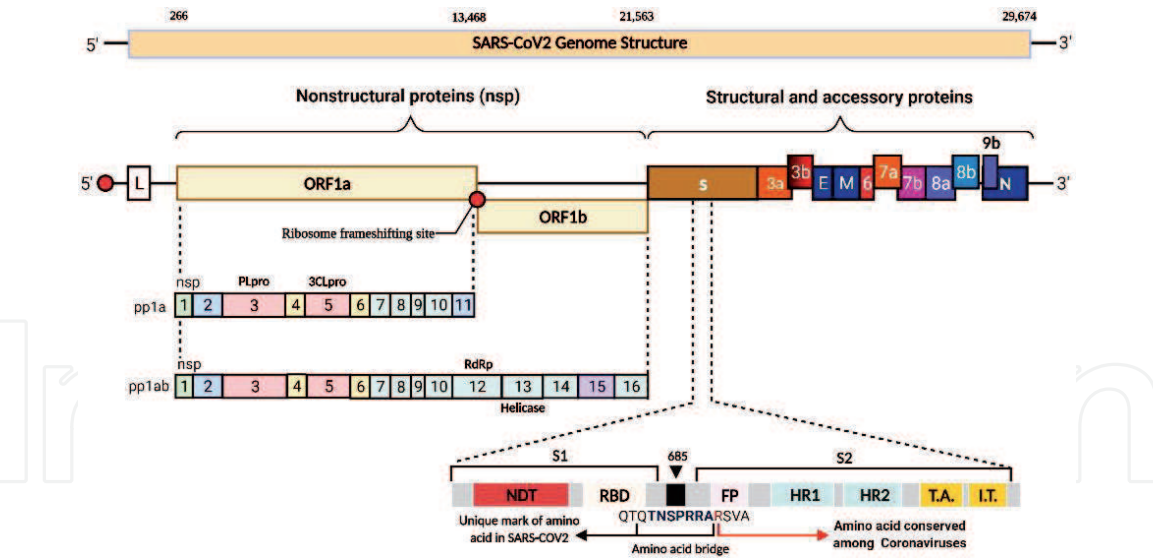 266 13,468 21,563 29,674
5' SARS-CoV2 Genome Structure 3'
Nonstructural proteins (nsp) Structural and accessory proteins
9b
5' L ORF1a S 3a 3b E M 6 7a 7b 8a 8b N 3'
ORF1b
Ribosome frameshifting site
nsp PLpro 3CLpro
pp1a 1 2 3 4 5 6 7 8 9 10 11
nsp RdRp
pp1ab 1 2 3 4 5 6 7 8 9 10 12 13 14 15 16
Helicase
S1 685 S2
NDT RBD FP HR1 HR2 T.A. I.T.
QTQTNSPRRARSVA
Unique mark of amino
acid in SARS-COV2
Amino acid bridge
Amino acid conserved
among Coronaviruses